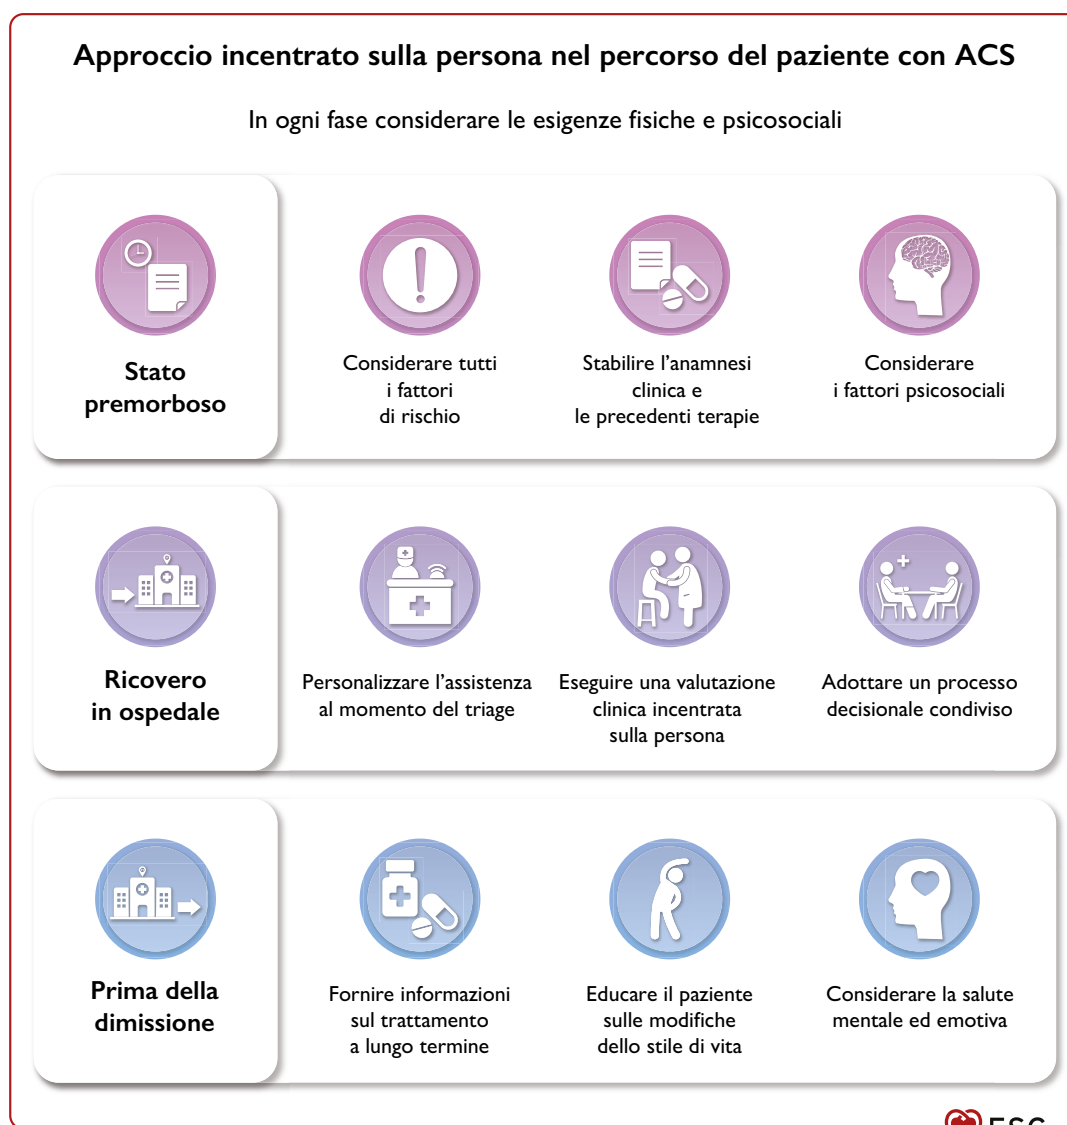 Approccio incentrato sulla persona nel percorso del paziente con ACS
In ogni fase considerare le esigenze fisiche e psicosociali
Stato
premorboso
Considerare tutti
i fattori
di rischio
Stabilire l’anamnesi
clinica e
le precedenti terapie
Considerare
i fattori psicosociali
Ricovero
in ospedale
Personalizzare l’assistenza
al momento del triage
Eseguire una valutazione
clinica incentrata
sulla persona
Adottare un processo
decisionale condiviso
Prima della
dimissione
Fornire informazioni
sul trattamento
a lungo termine
Educare il paziente
sulle modifiche
dello stile di vita
Considerare la salute
mentale ed emotiva
ESC